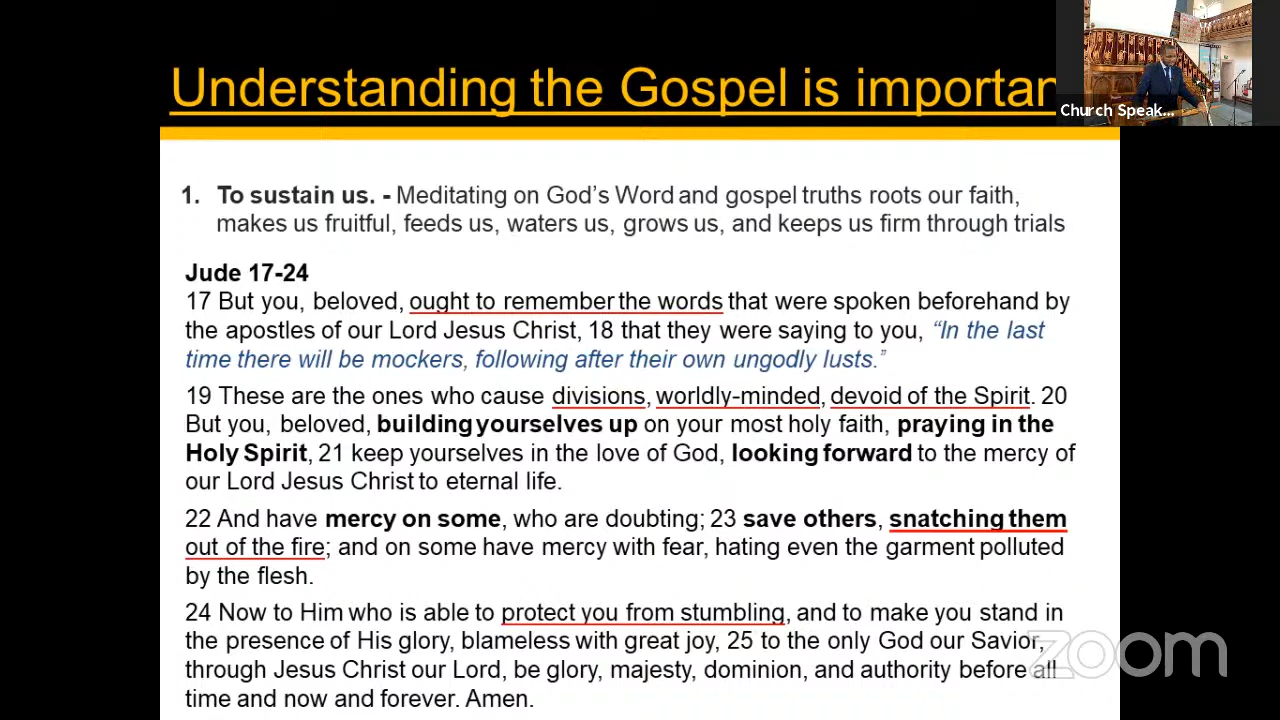 Understanding the Gospel is importan
Church Speak...
1. To sustain us. - Meditating on God's Word and gospel truths roots our faith,
makes us fruitful, feeds us, waters us, grows us, and keeps us firm through trials
Jude 17-24
17 But you, beloved, ought to remember the words that were spoken beforehand by
the apostles of our Lord Jesus Christ, 18 that they were saying to you, “In the last
time there will be mockers, following after their own ungodly lusts.”
19 These are the ones who cause divisions, worldly-minded, devoid of the Spirit. 20
But you, beloved, building yourselves up on your most holy faith, praying in the
Holy Spirit, 21 keep yourselves in the love of God, looking forward to the mercy of
our Lord Jesus Christ to eternal life.
22 And have mercy on some, who are doubting; 23 save others, snatching them
out of the fire; and on some have mercy with fear, hating even the garment polluted
by the flesh.
24 Now to Him who is able to protect you from stumbling, and to make you stand in
the presence of His glory, blameless with great joy, 25 to the only God our Savior,
through Jesus Christ our Lord, be glory, majesty, dominion, and authority before all
time and now and forever. Amen.
zoom